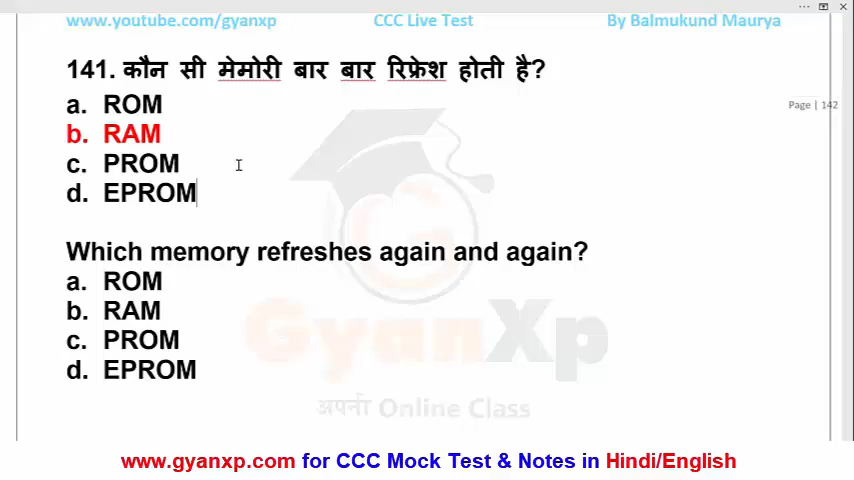 www.youtube.com/gyanxp CCC Live Test By Balmukund Maurya
141. कौन सी मेमोरी बार बार रिफ्रेश होती है?
Page | 142
a. ROM
b. RAM
c. PROM
d. EPROM
Which memory refreshes again and again?
a. ROM
b. RAM
c. PROM
d. EPROM
GyanXp
अपनी Online Class
www.gyanxp.com for CCC Mock Test & Notes in Hindi/English